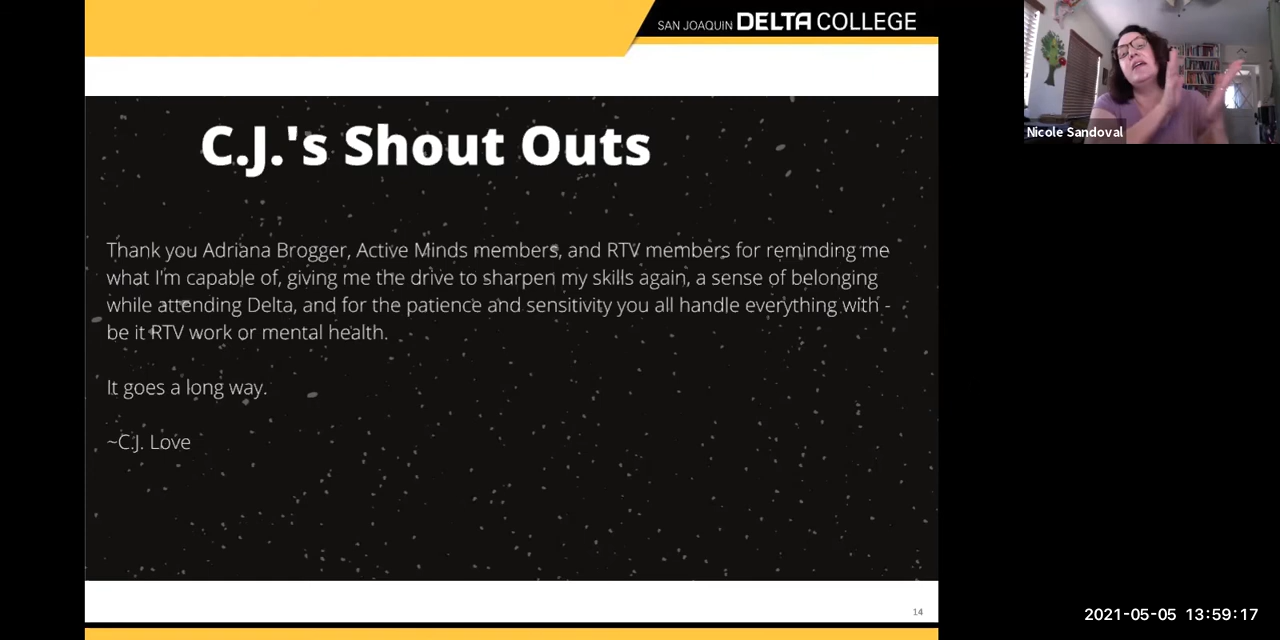 SAN JOAQUIN DELTA COLLEGE
C.J.'s Shout Outs
Thank you Adriana Brogger, Active Minds members, and RTV members for reminding me
what I'm capable of, giving me the drive to sharpen my skills again, a sense of belonging
while attending Delta, and for the patience and sensitivity you all handle everything with -
be it RTV work or mental health.
It goes a long way.
~C.J. Love
14
Nicole Sandoval
2021-05-05 13:59:17